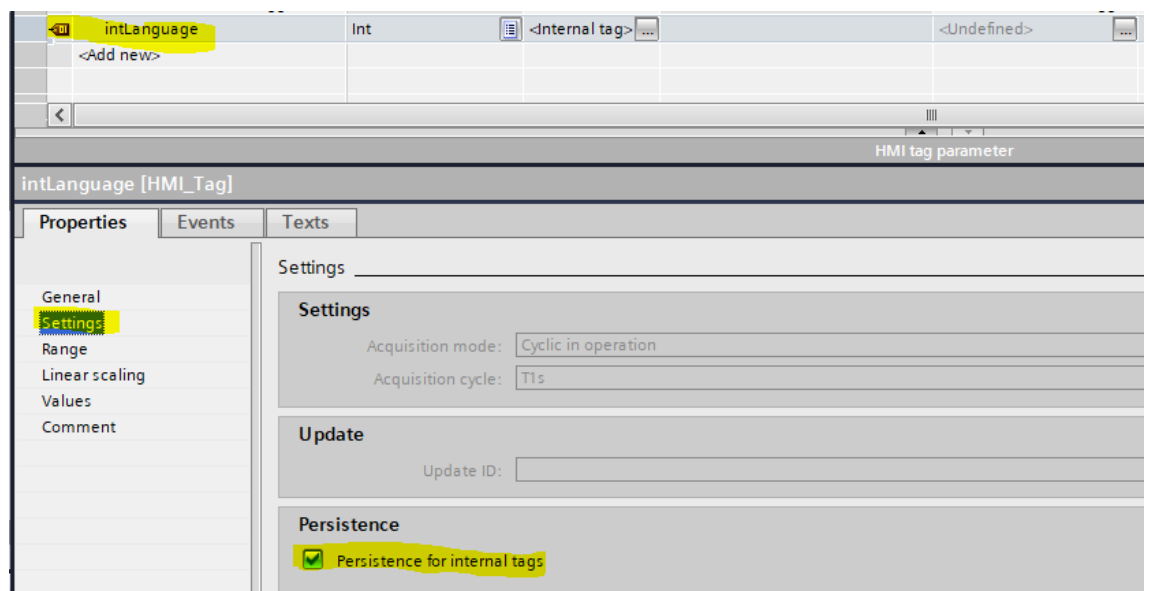 intLanguage Int <Internal tag> ... <Undefined> ...
<Add new>
HMI tag parameter
intLanguage [HMI_Tag]
Properties Events Texts
Settings
General
Settings
Range
Linear scaling
Values
Comment
Settings
Acquisition mode: Cyclic in operation
Acquisition cycle: T1s
Update
Update ID:
Persistence
Persistence for internal tags